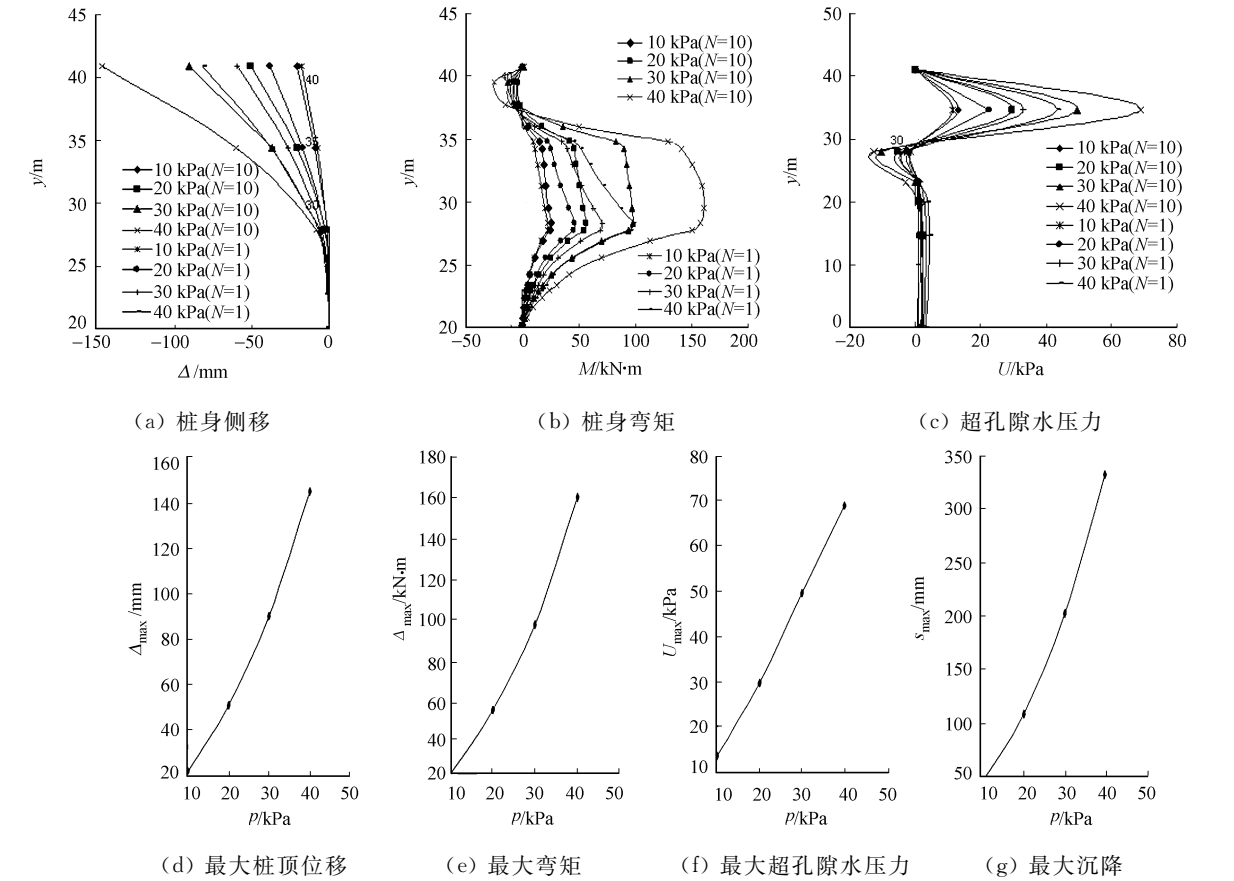 45
40
35
30
25
20
y/m
40
35
30
10 kPa(N=10)
20 kPa(N=10)
30 kPa(N=10)
40 kPa(N=10)
10 kPa(N=1)
20 kPa(N=1)
30 kPa(N=1)
40 kPa(N=1)
−150
−100
−50
0
Δ/mm
(a) 桩身侧移
45
40
35
30
25
20
y/m
10 kPa(N=10)
20 kPa(N=10)
30 kPa(N=10)
40 kPa(N=10)
10 kPa(N=1)
20 kPa(N=1)
30 kPa(N=1)
40 kPa(N=1)
−50
0
50
100
150
200
M/kN·m
(b) 桩身弯矩
50
40
30
20
10
0
y/m
30
10 kPa(N=10)
20 kPa(N=10)
30 kPa(N=10)
40 kPa(N=10)
10 kPa(N=1)
20 kPa(N=1)
30 kPa(N=1)
40 kPa(N=1)
−20
0
20
40
60
80
U/kPa
(c) 超孔隙水压力
160
140
120
100
80
60
40
20
Δmax/mm
10 20 30 40 50
p/kPa
(d) 最大桩顶位移
180
160
140
120
100
80
60
40
20
Δmax/kN·m
10 20 30 40 50
p/kPa
(e) 最大弯矩
80
70
60
50
40
30
20
10
Umax/kPa
10 20 30 40 50
p/kPa
(f) 最大超孔隙水压力
350
300
250
200
150
100
50
smax/mm
10 20 30 40 50
p/kPa
(g) 最大沉降